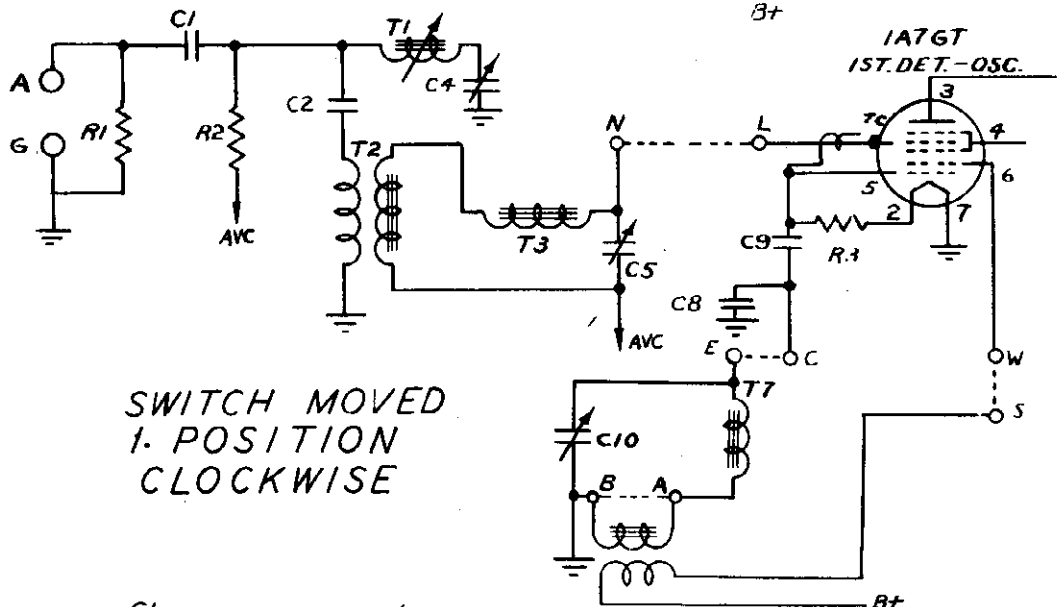 B+
1A7GT
1ST. DET.-OSC.
C1
T1
3
A
C4
TC
4
C2
R1
R2
N
L
G
T2
6
5
2
7
AVC
T3
C9
R3
C5
C8
AVC
E
C
W
T7
SWITCH MOVED
1. POSITION
CLOCKWISE
S
C10
B
A
B+